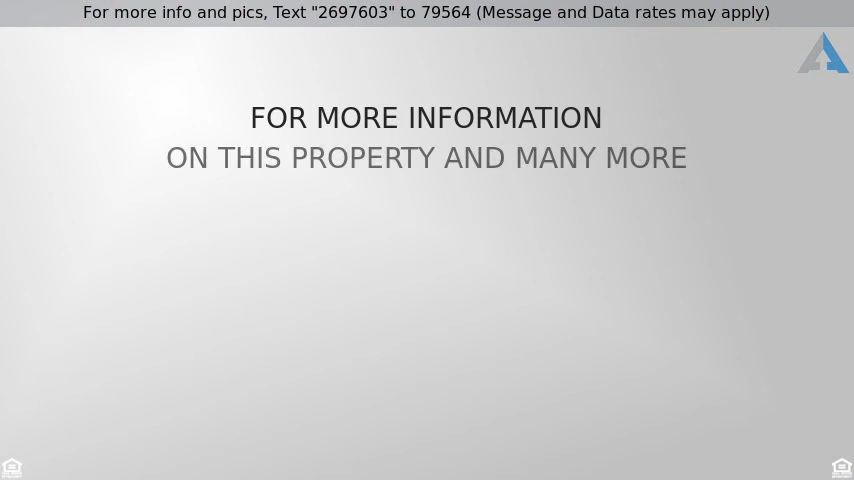 For more info and pics, Text "2697603" to 79564 (Message and Data rates may apply)
FOR MORE INFORMATION
ON THIS PROPERTY AND MANY MORE